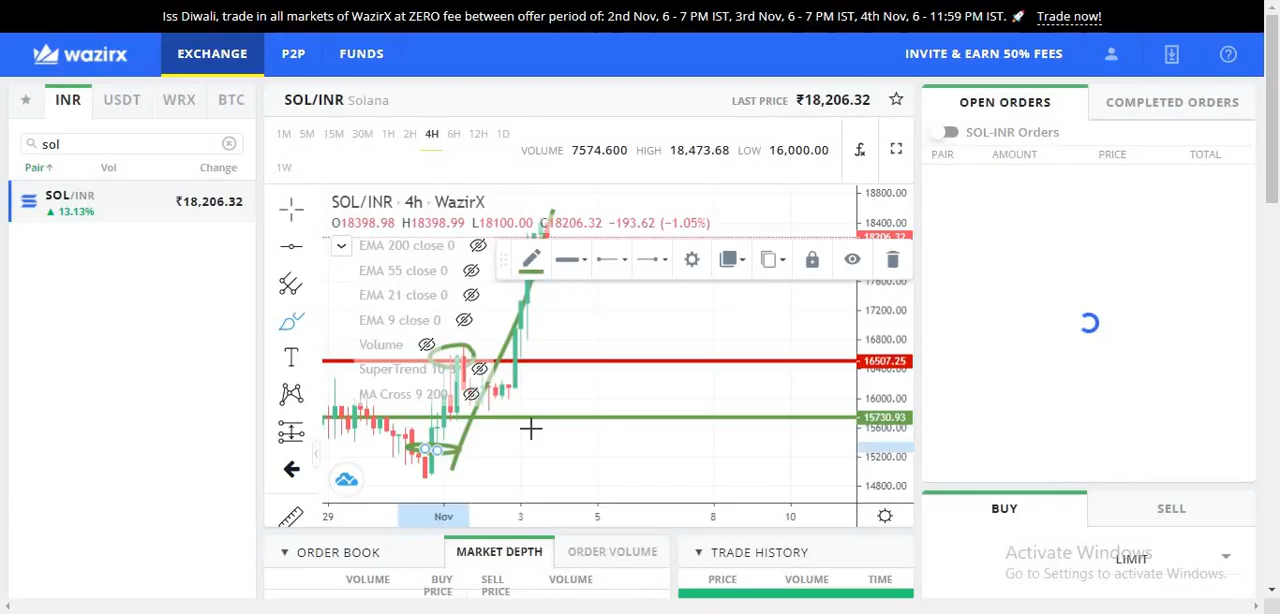 Iss Diwali, trade in all markets of WazirX at ZERO fee between offer period of: 2nd Nov, 6 - 7 PM IST, 3rd Nov, 6 - 7 PM IST, 4th Nov, 6 - 11:59 PM IST. 🚀 Trade now!
wazirx EXCHANGE P2P FUNDS INVITE & EARN 50% FEES
INR USDT WRX BTC
sol
Pair↑ Vol Change
SOL/INR ₹18,206.32
▲ 13.13%
SOL/INR Solana LAST PRICE ₹18,206.32
1M 5M 15M 30M 1H 2H 4H 6H 12H 1D
1W
VOLUME 7574.600 HIGH 18,473.68 LOW 16,000.00
SOL/INR · 4h · WazirX
O18398.98 H18398.99 L18100.00 C18206.32 −193.62 (−1.05%)
EMA 200 close 0
EMA 55 close 0
EMA 21 close 0
EMA 9 close 0
Volume
SuperTrend 10 3
MA Cross 9 200
18800.00
18400.00
18206.32
17600.00
17200.00
16800.00
16507.25
16400.00
16000.00
15730.93
15600.00
15200.00
14800.00
29 Nov 3 5 8 10
▼ ORDER BOOK MARKET DEPTH ORDER VOLUME
VOLUME BUY PRICE SELL PRICE VOLUME
▼ TRADE HISTORY
PRICE VOLUME TIME
OPEN ORDERS COMPLETED ORDERS
SOL-INR Orders
PAIR AMOUNT PRICE TOTAL
BUY SELL
LIMIT
Activate Windows
Go to Settings to activate Windows.